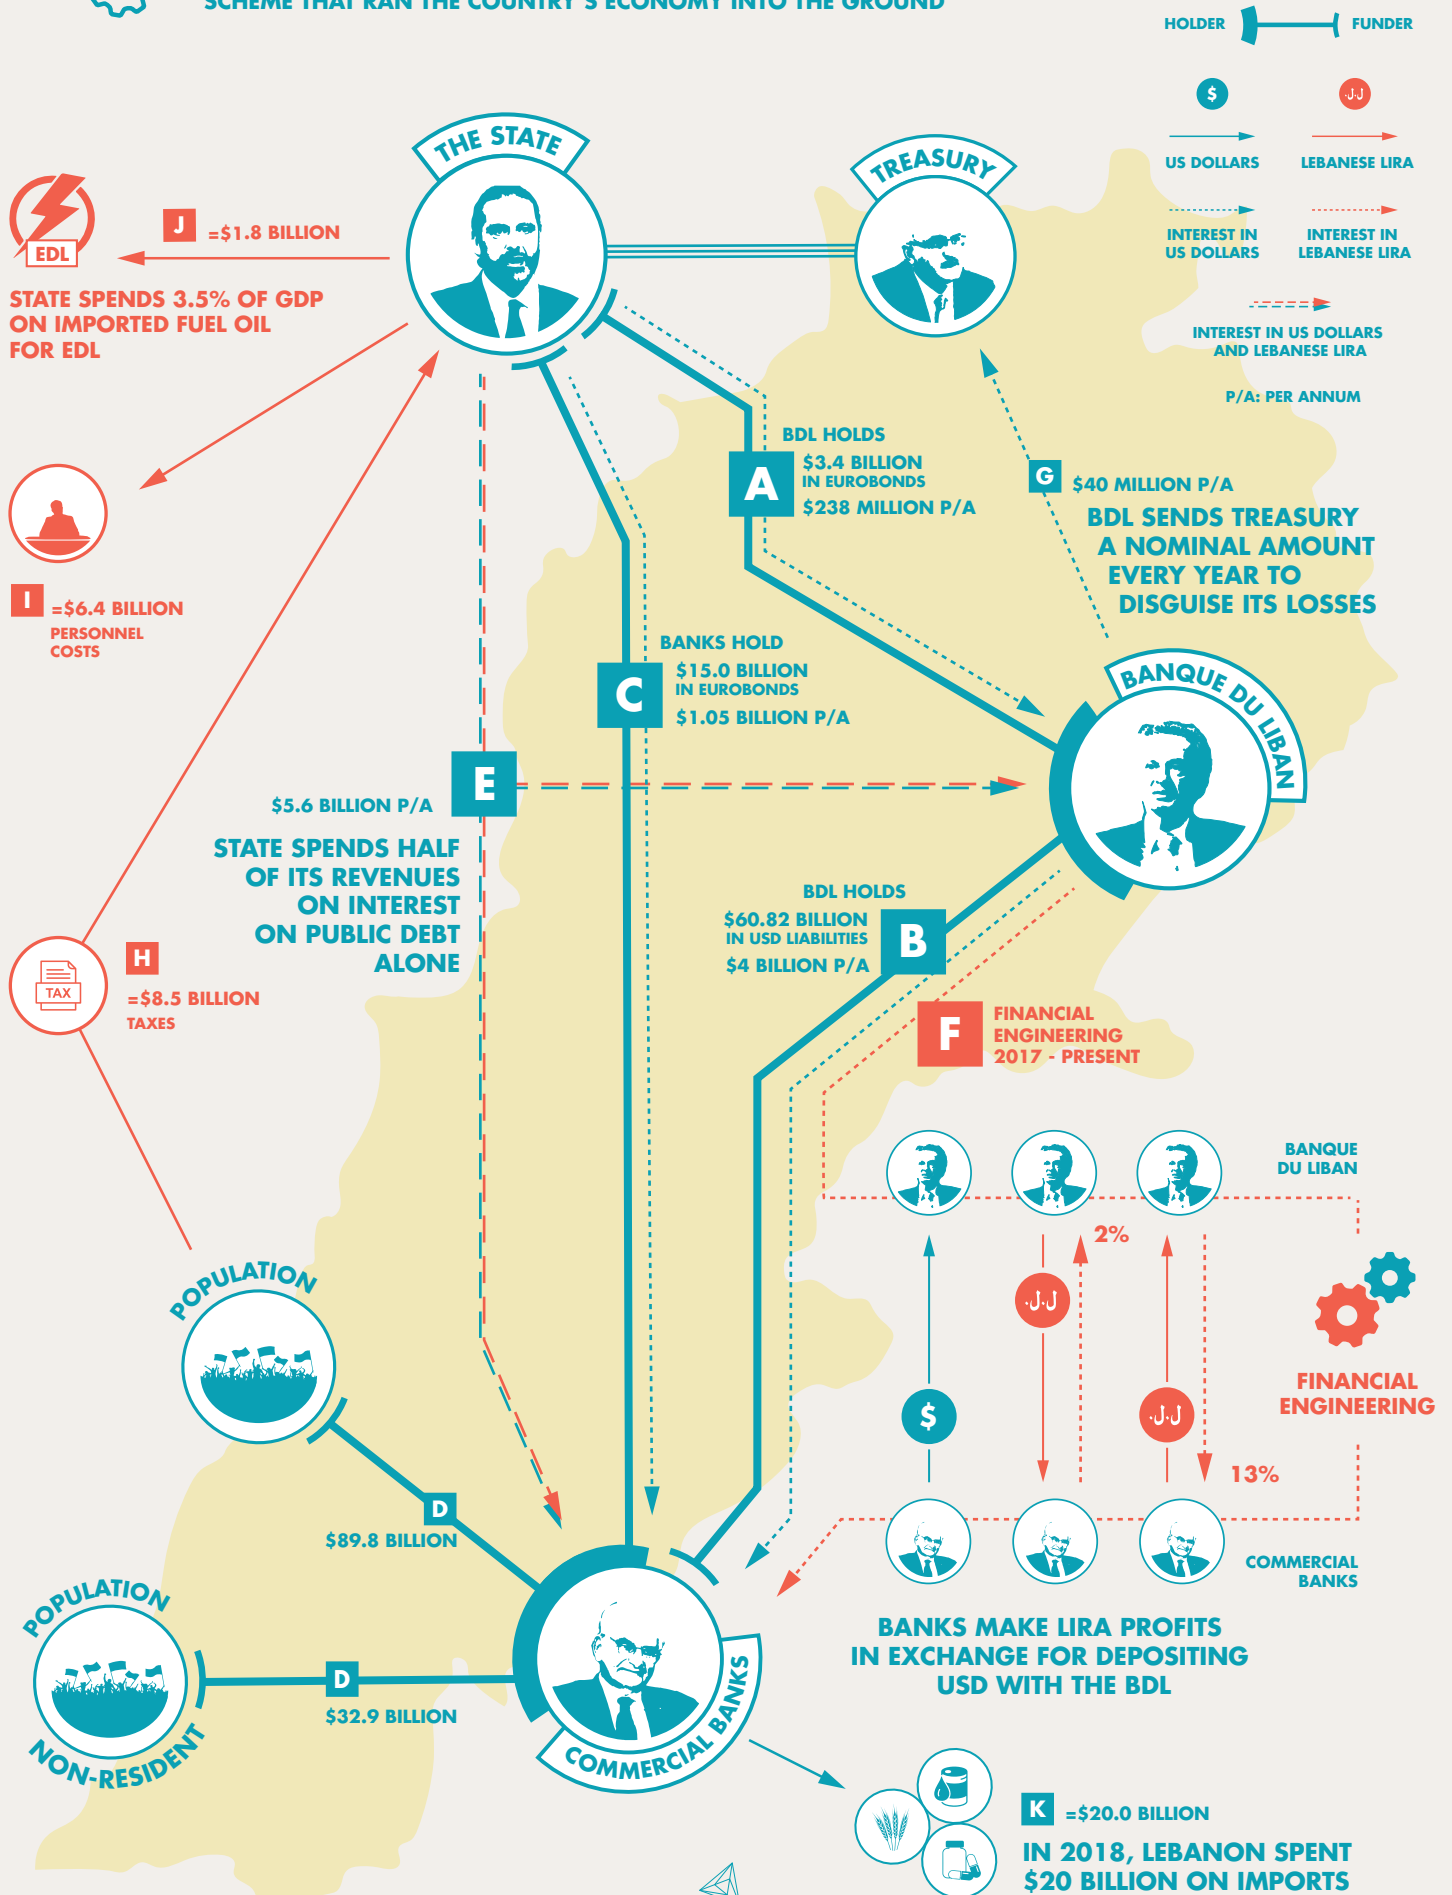 SCHEME THAT RAN THE COUNTRY'S ECONOMY INTO THE GROUND
HOLDER
FUNDER
$
ل.ل.
US DOLLARS
LEBANESE LIRA
INTEREST IN
US DOLLARS
INTEREST IN
LEBANESE LIRA
INTEREST IN US DOLLARS
AND LEBANESE LIRA
P/A: PER ANNUM
THE STATE
TREASURY
EDL
J
=$1.8 BILLION
STATE SPENDS 3.5% OF GDP
ON IMPORTED FUEL OIL
FOR EDL
I
=$6.4 BILLION
PERSONNEL
COSTS
BDL HOLDS
A
$3.4 BILLION
IN EUROBONDS
$238 MILLION P/A
G
$40 MILLION P/A
BDL SENDS TREASURY
A NOMINAL AMOUNT
EVERY YEAR TO
DISGUISE ITS LOSSES
BANKS HOLD
C
$15.0 BILLION
IN EUROBONDS
$1.05 BILLION P/A
BANQUE DU LIBAN
E
$5.6 BILLION P/A
STATE SPENDS HALF
OF ITS REVENUES
ON INTEREST
ON PUBLIC DEBT
ALONE
BDL HOLDS
$60.82 BILLION
IN USD LIABILITIES
$4 BILLION P/A
B
TAX
H
=$8.5 BILLION
TAXES
F
FINANCIAL
ENGINEERING
2017 - PRESENT
BANQUE
DU LIBAN
2%
ل.ل.
$
ل.ل.
13%
FINANCIAL
ENGINEERING
COMMERCIAL
BANKS
BANKS MAKE LIRA PROFITS
IN EXCHANGE FOR DEPOSITING
USD WITH THE BDL
POPULATION
D
$89.8 BILLION
POPULATION
NON-RESIDENT
D
$32.9 BILLION
COMMERCIAL BANKS
K
=$20.0 BILLION
IN 2018, LEBANON SPENT
$20 BILLION ON IMPORTS